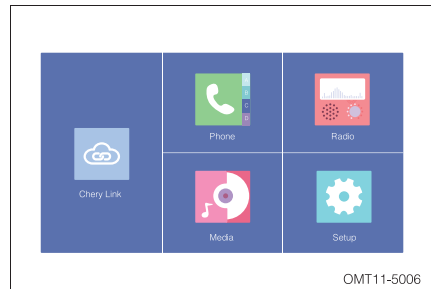 A
B
C
D
Phone
Radio
Chery Link
Media
Setup
OMT11-5006